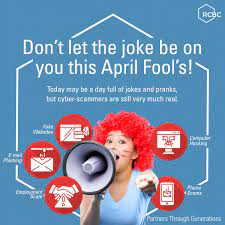 RCBC
Don't let the joke be on
you this April Fool's!
Today may be a day full of jokes and pranks,
but cyber-scammers are still very much real.
Fake
Websites
Computer
Hacking
E-mail
Phishing
Employment
Scam
Phone
Scams
Partners Through Generations